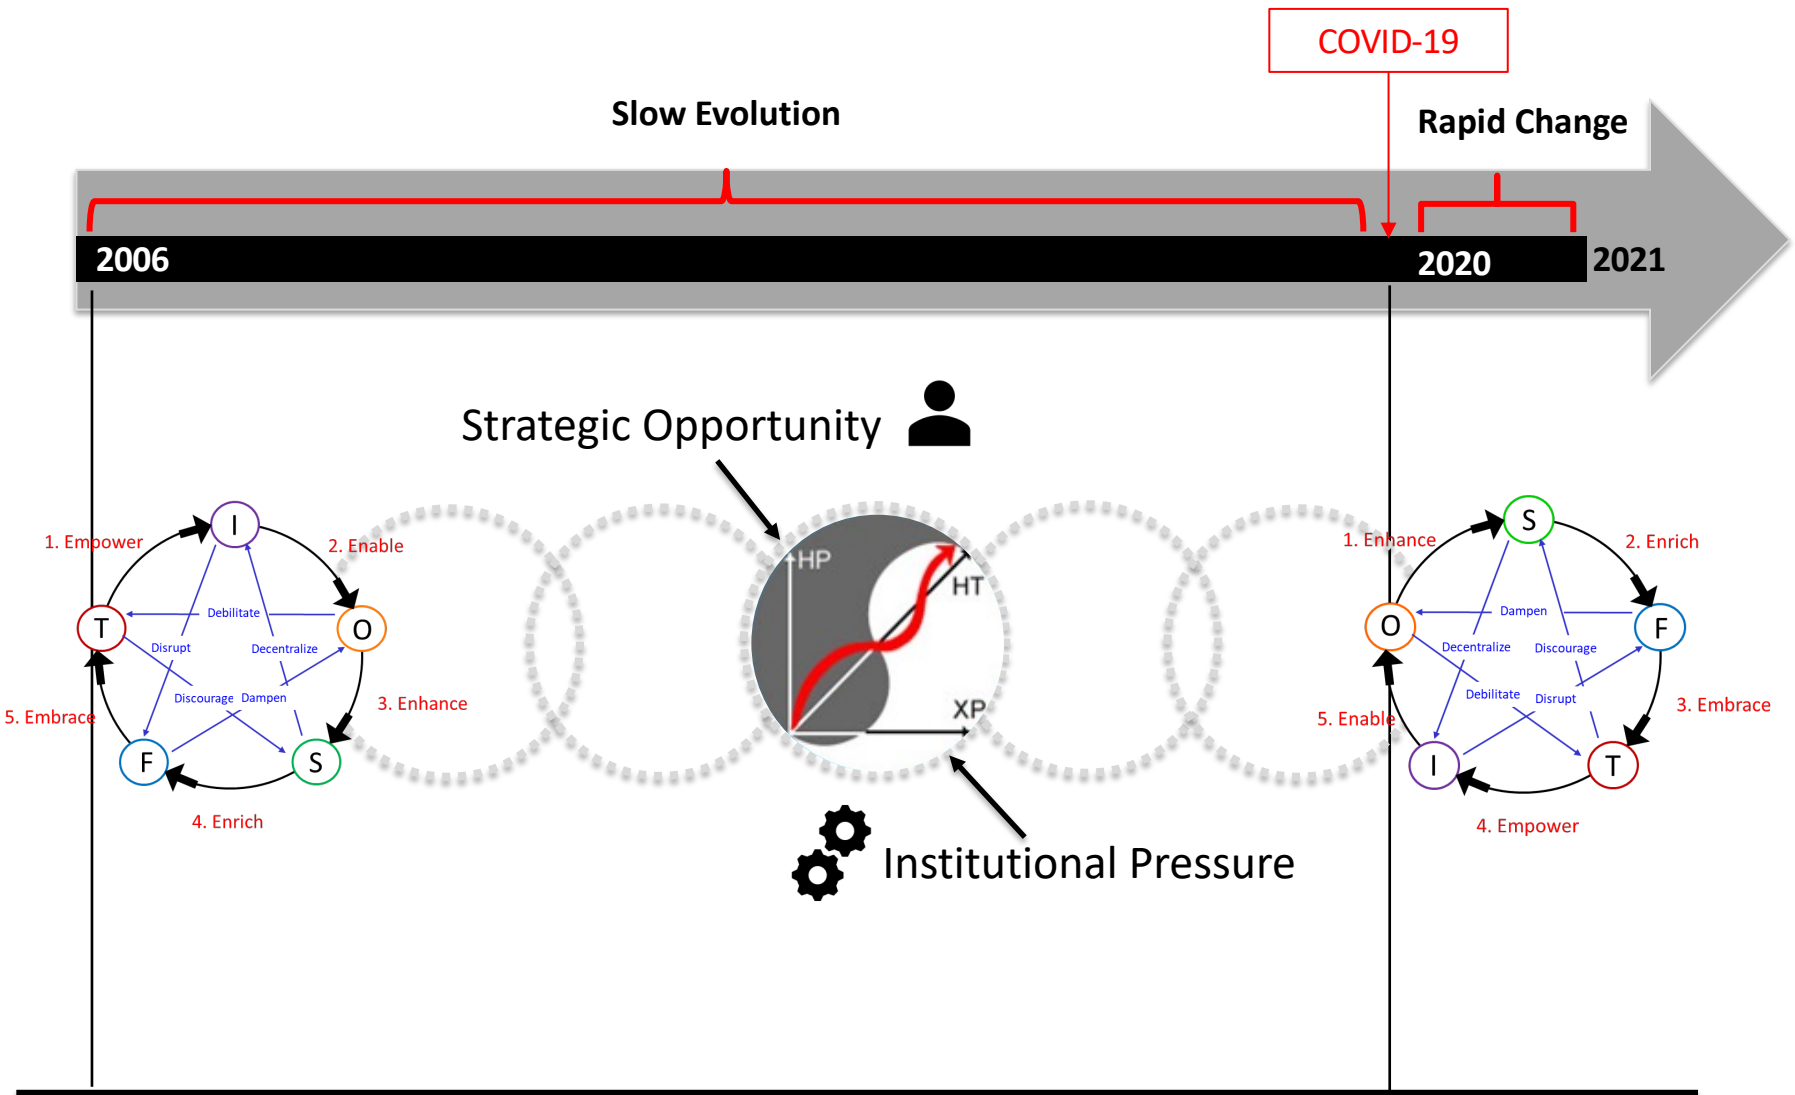 COVID-19
Slow Evolution
Rapid Change
2006
2020
2021
Strategic Opportunity
I
1. Empower
2. Enable
Debilitate
T
O
Disrupt
Decentralize
Discourage
Dampen
3. Enhance
5. Embrace
F
S
4. Enrich
HP
HT
XP
Institutional Pressure
S
1. Enhance
2. Enrich
Dampen
O
F
Decentralize
Discourage
Debilitate
Disrupt
3. Embrace
5. Enable
I
T
4. Empower